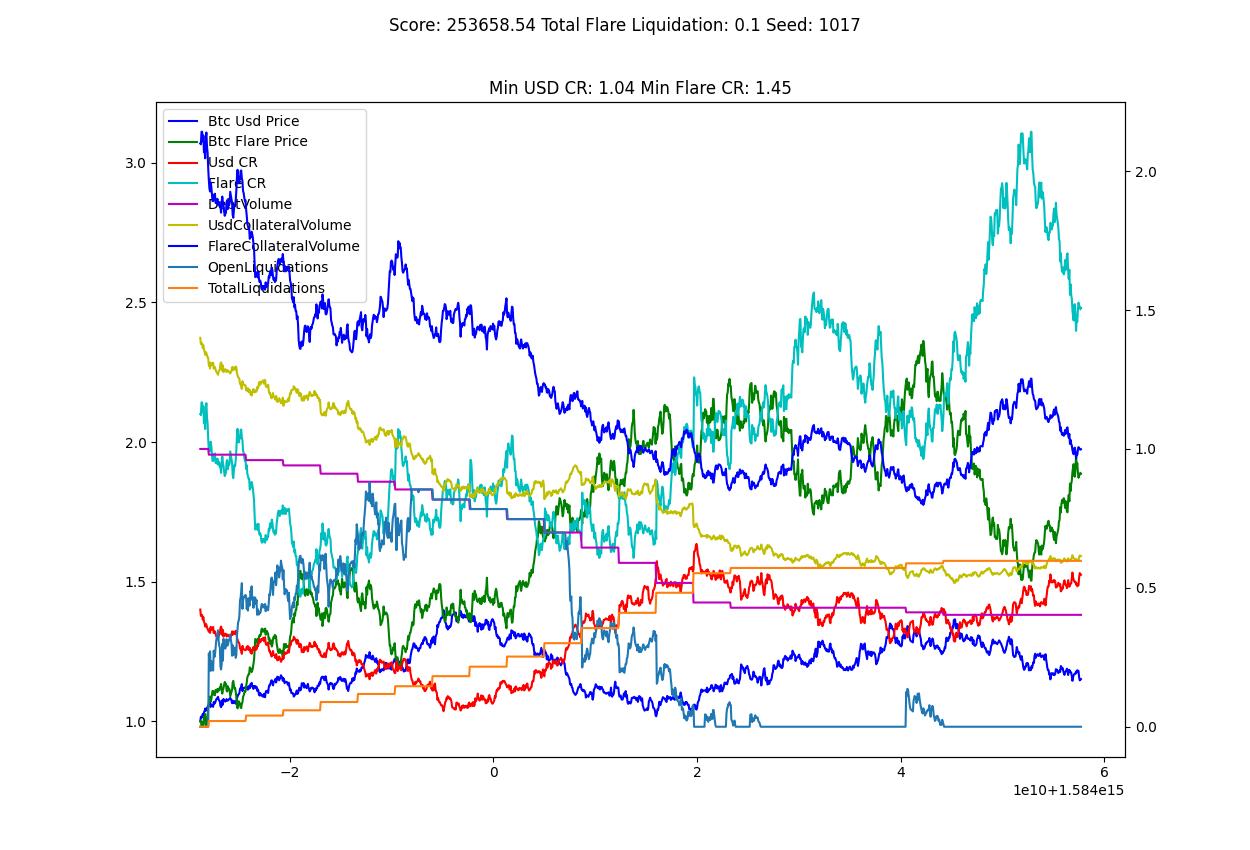 Score: 253658.54 Total Flare Liquidation: 0.1 Seed: 1017
Min USD CR: 1.04 Min Flare CR: 1.45
Btc Usd Price
Btc Flare Price
Usd CR
Flare CR
DebtVolume
UsdCollateralVolume
FlareCollateralVolume
OpenLiquidations
TotalLiquidations
3.0
2.5
2.0
1.5
1.0
2.0
1.5
1.0
0.5
0.0
−2
0
2
4
6
1e10+1.584e15